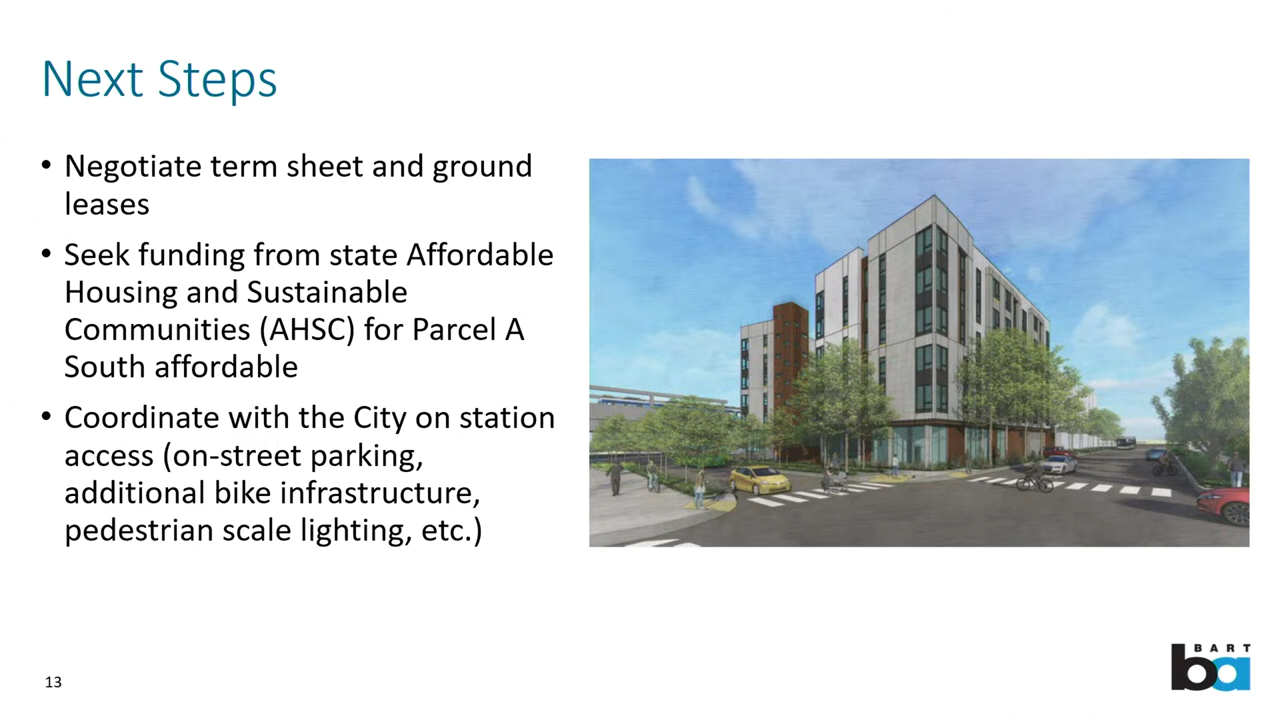 Next Steps
• Negotiate term sheet and ground
leases
• Seek funding from state Affordable
Housing and Sustainable
Communities (AHSC) for Parcel A
South affordable
• Coordinate with the City on station
access (on-street parking,
additional bike infrastructure,
pedestrian scale lighting, etc.)
13
BART
ba